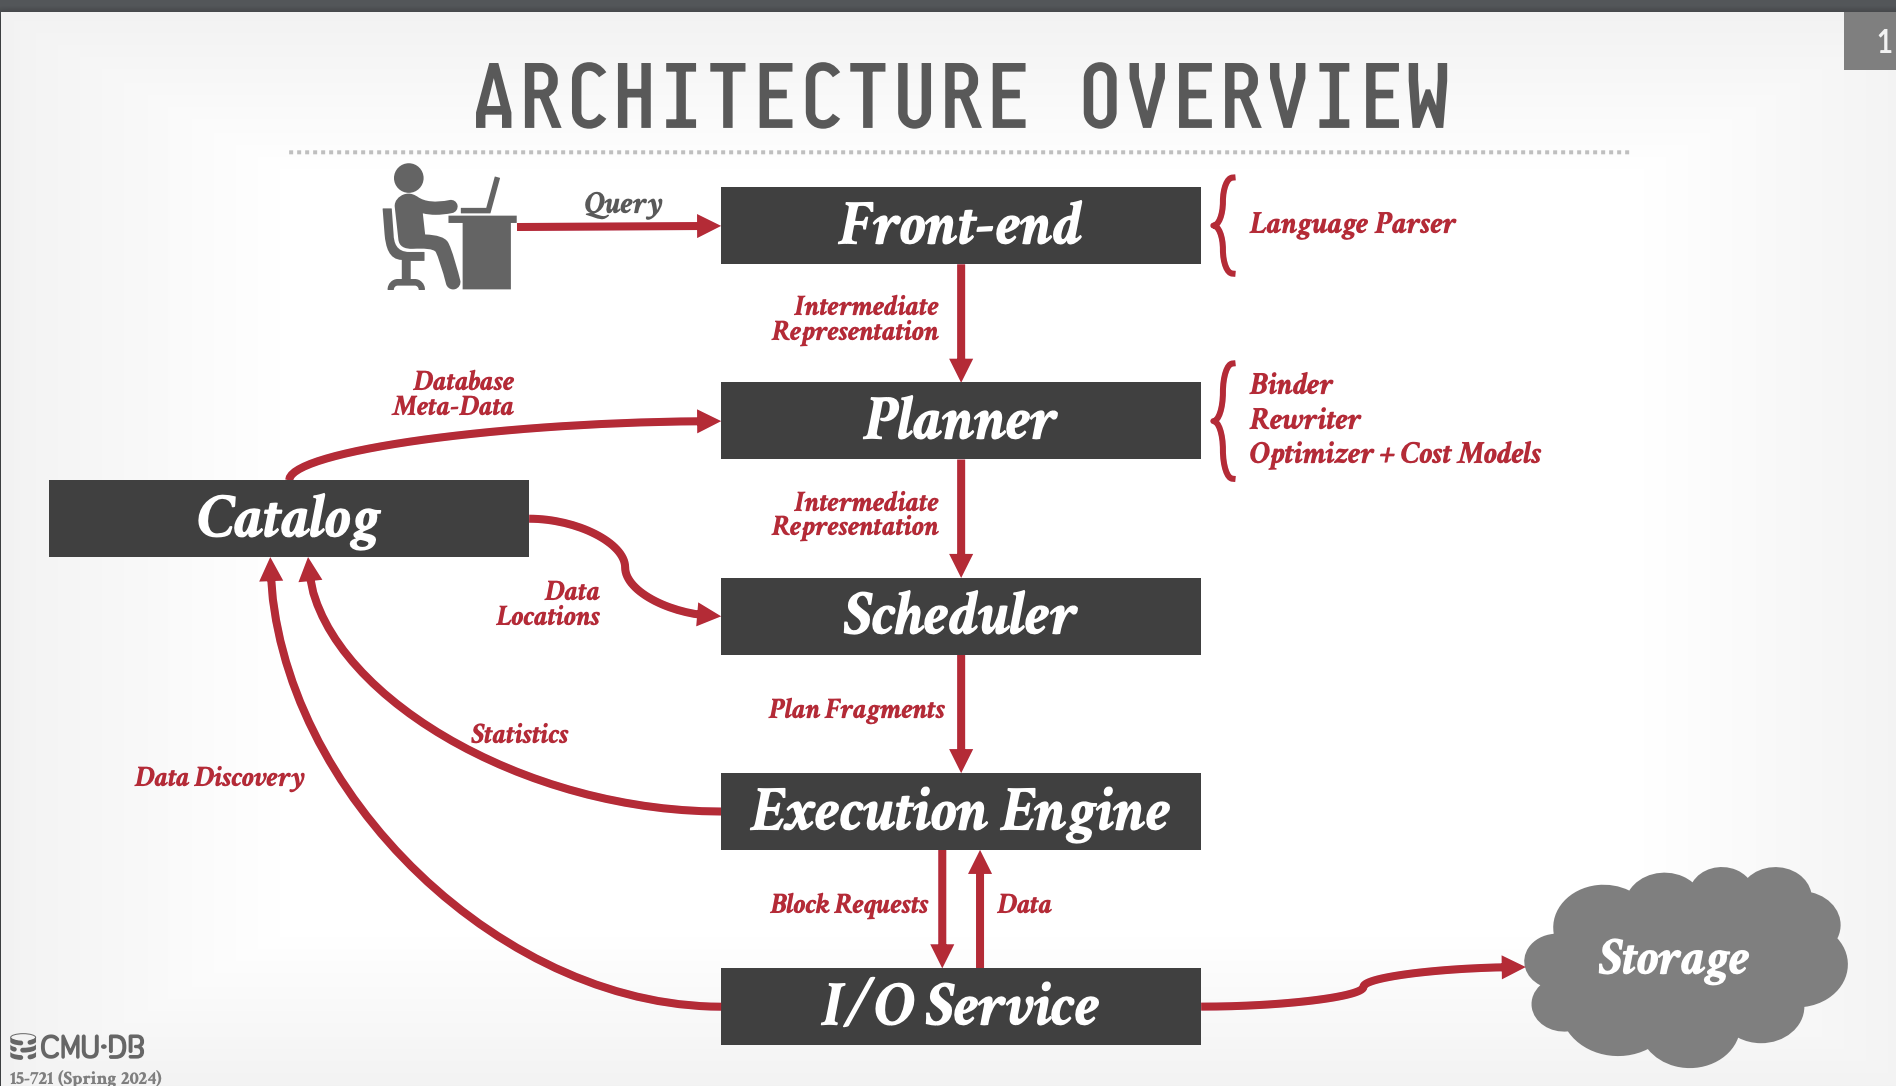 1
ARCHITECTURE OVERVIEW
Query
Front-end
Language Parser
Intermediate
Representation
Database
Meta-Data
Planner
Binder
Rewriter
Optimizer + Cost Models
Catalog
Intermediate
Representation
Data
Locations
Scheduler
Plan Fragments
Statistics
Data Discovery
Execution Engine
Block Requests
Data
Storage
I/O Service
CMU·DB
15-721 (Spring 2024)